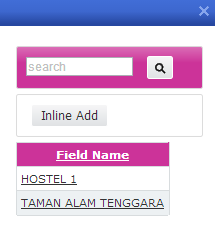 search
Inline Add
Field Name
HOSTEL 1
TAMAN ALAM TENGGARA